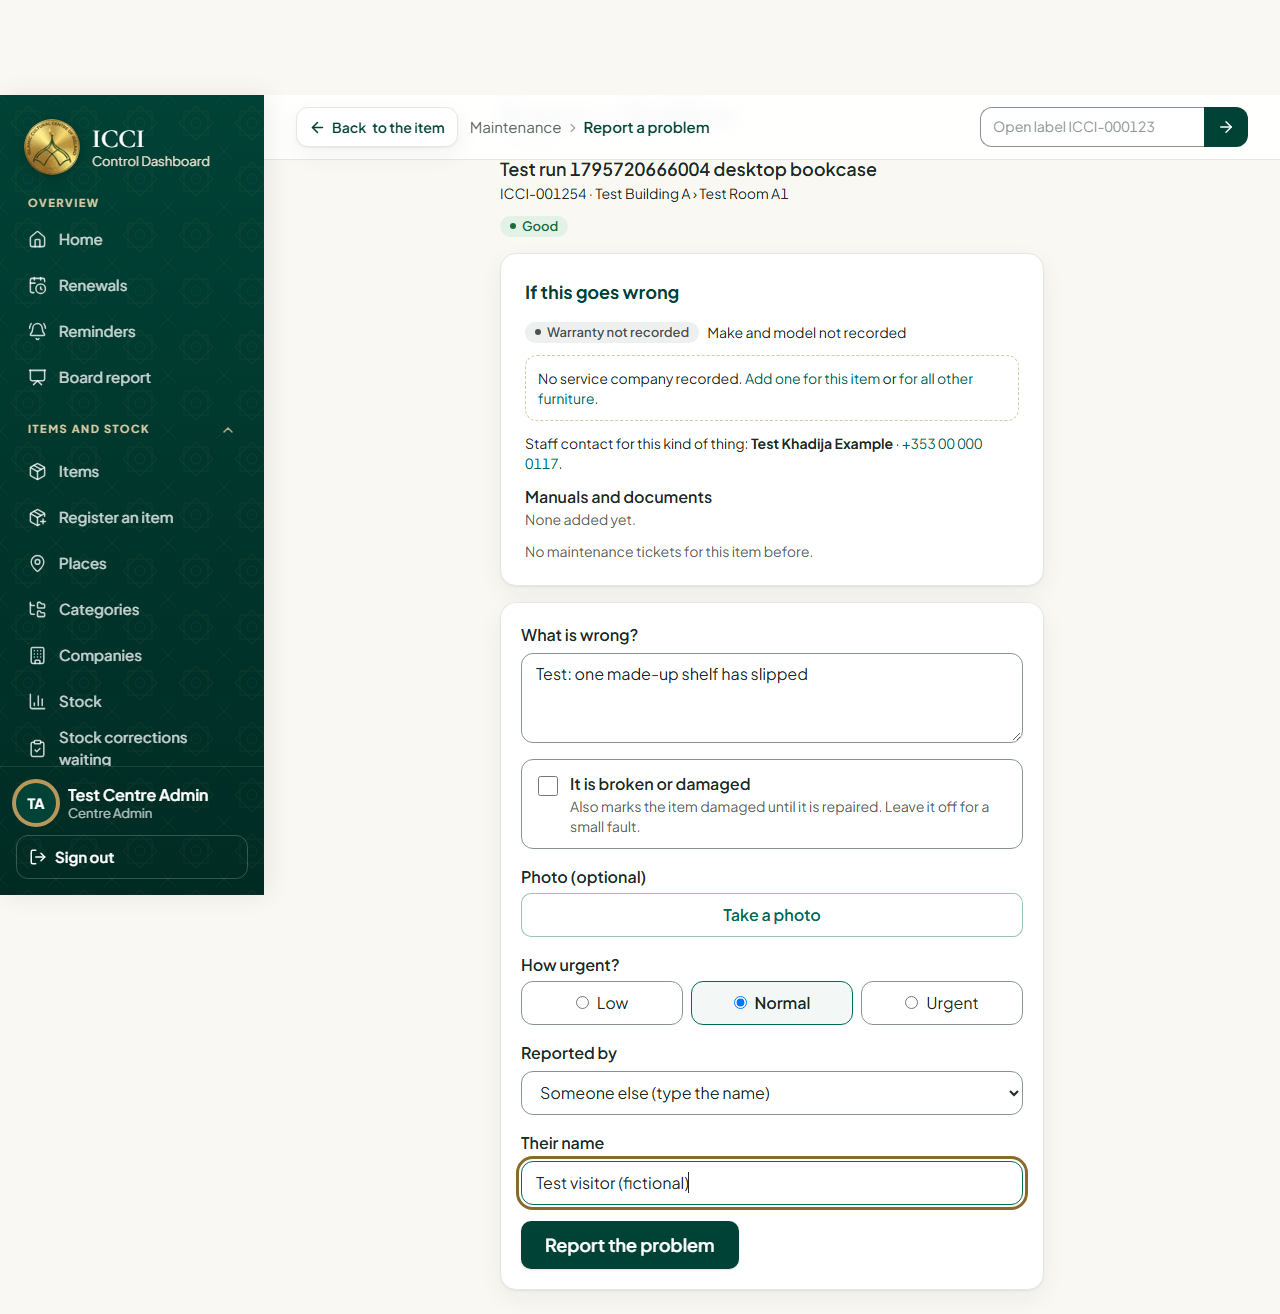 ICCI
Control Dashboard
OVERVIEW
Home
Renewals
Reminders
Board report
ITEMS AND STOCK
Items
Register an item
Places
Categories
Companies
Stock
Stock corrections
waiting
TA
Test Centre Admin
Centre Admin
Sign out
Back to the item
Maintenance
Report a problem
Open label ICCI-000123
Test run 1795720666004 desktop bookcase
ICCI-001254 · Test Building A › Test Room A1
Good
If this goes wrong
Warranty not recorded
Make and model not recorded
No service company recorded. Add one for this item or for all other
furniture.
Staff contact for this kind of thing: Test Khadija Example · +353 00 000
0117.
Manuals and documents
None added yet.
No maintenance tickets for this item before.
What is wrong?
Test: one made-up shelf has slipped
It is broken or damaged
Also marks the item damaged until it is repaired. Leave it off for a
small fault.
Photo (optional)
Take a photo
How urgent?
Low
Normal
Urgent
Reported by
Someone else (type the name)
Their name
Test visitor (fictional)
Report the problem